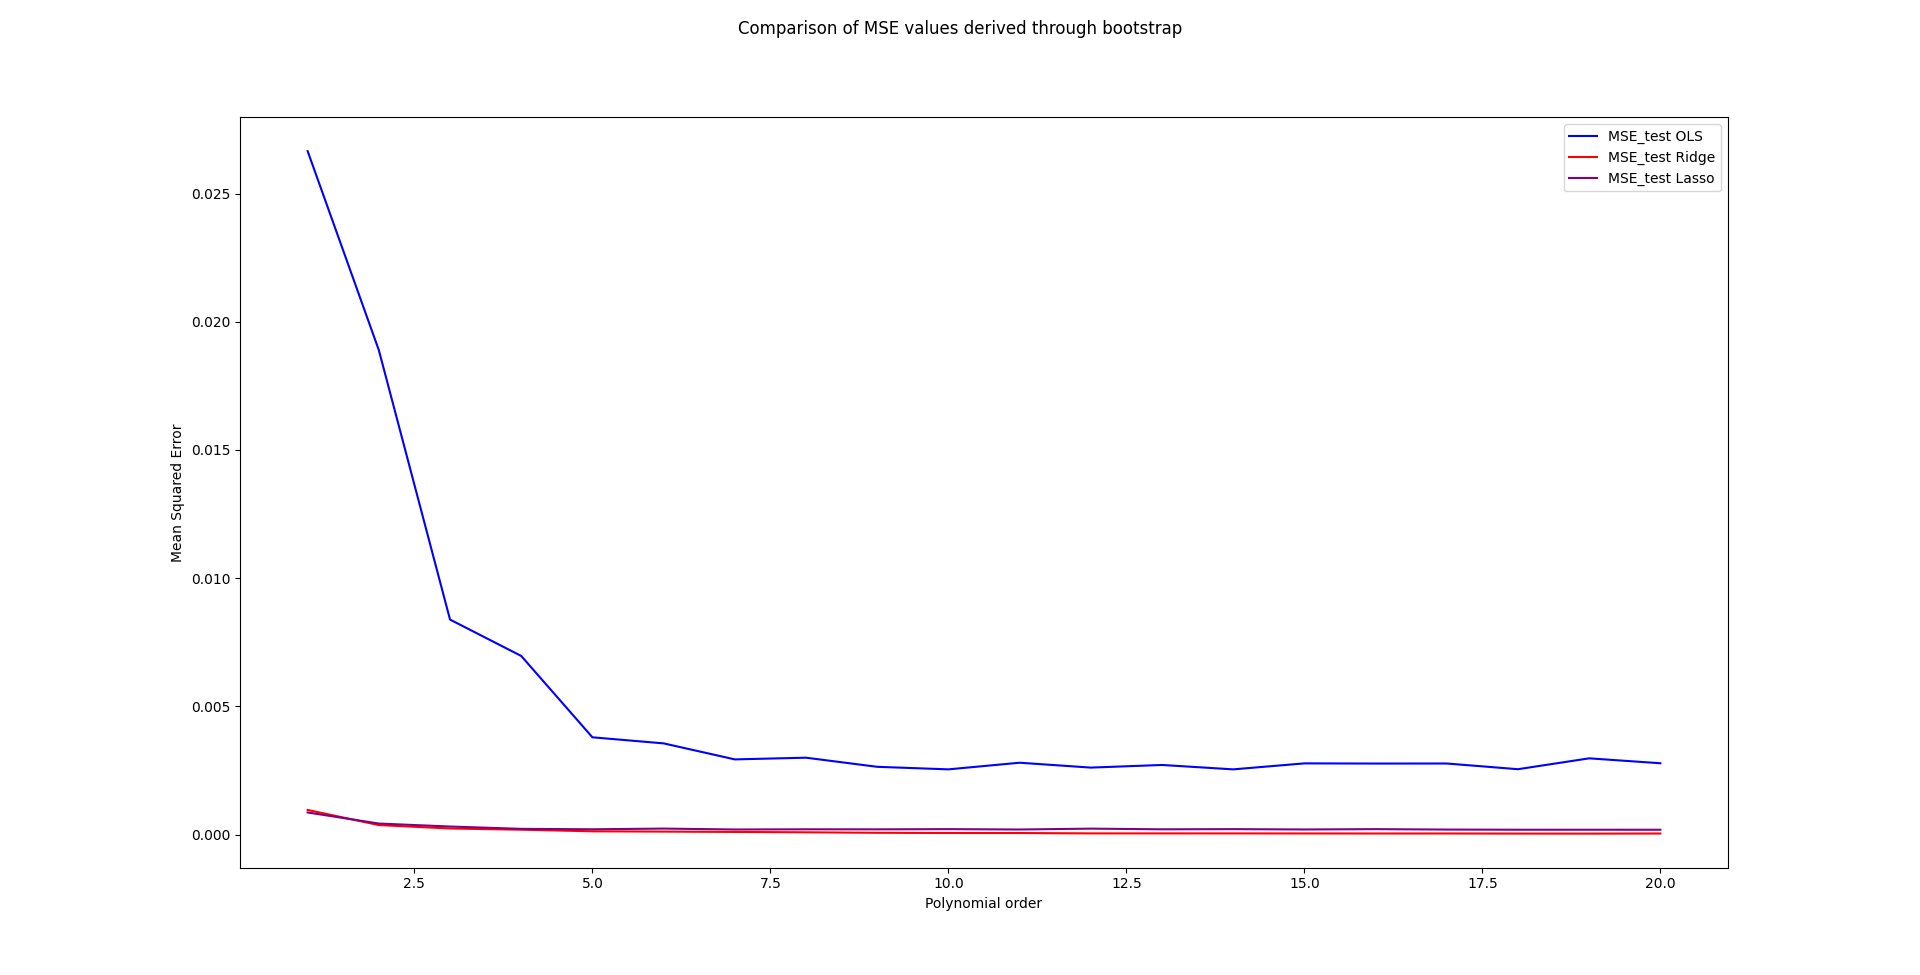 Comparison of MSE values derived through bootstrap
MSE_test OLS
MSE_test Ridge
MSE_test Lasso
Mean Squared Error
0.025
0.020
0.015
0.010
0.005
0.000
2.5 5.0 7.5 10.0 12.5 15.0 17.5 20.0
Polynomial order